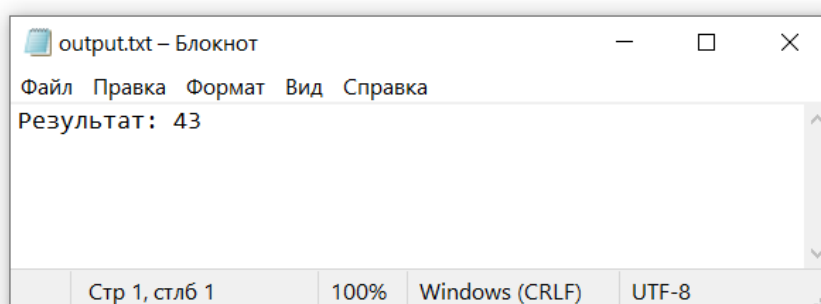 output.txt – Блокнот
Файл Правка Формат Вид Справка
Результат: 43
Стр 1, стлб 1 100% Windows (CRLF) UTF-8